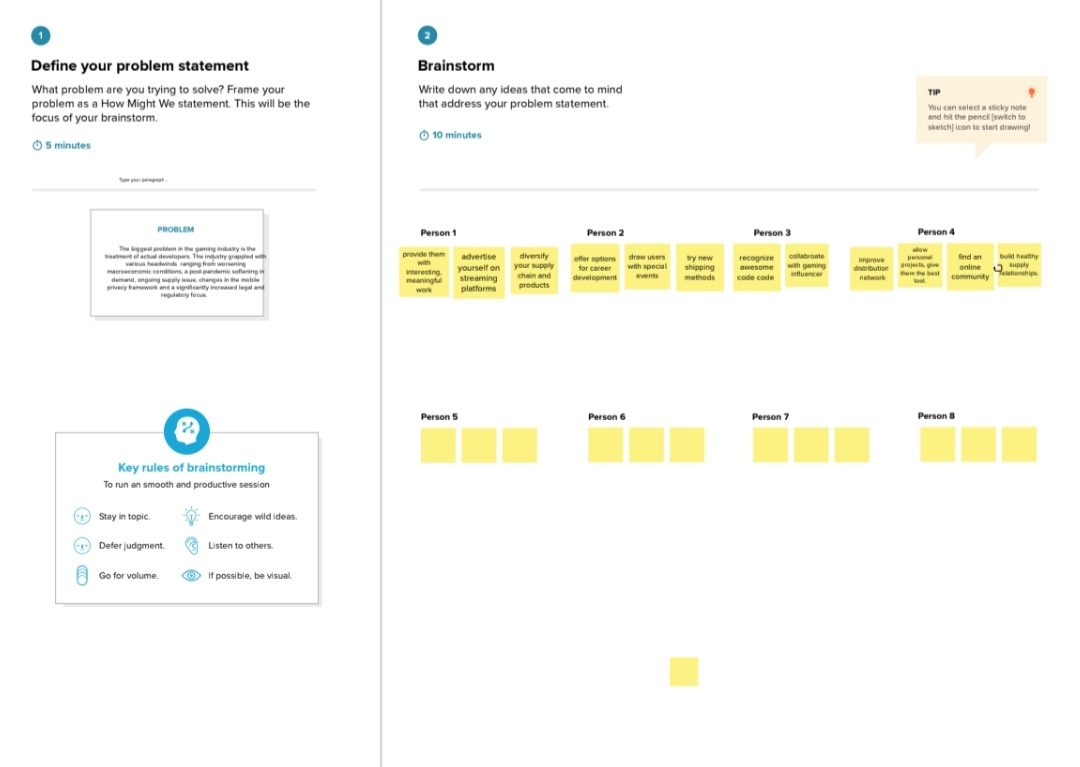 1
Define your problem statement
What problem are you trying to solve? Frame your
problem as a How Might We statement. This will be the
focus of your brainstorm.
5 minutes
Type your paragraph...
PROBLEM
The biggest problem in the gaming industry is the
treatment of actual developers. The industry grappled with
various headwinds ranging from worsening
macroeconomic conditions, a post-pandemic softening in
demand, ongoing supply issue, changes in the mobile
privacy framework and a significantly increased legal and
regulatory focus.
Key rules of brainstorming
To run an smooth and productive session
Stay in topic.
Encourage wild ideas.
Defer judgment.
Listen to others.
Go for volume.
If possible, be visual.
2
Brainstorm
Write down any ideas that come to mind
that address your problem statement.
10 minutes
TIP
You can select a sticky note
and hit the pencil [switch to
sketch] icon to start drawing!
Person 1
provide them
with
interesting,
meaningful
work
advertise
yourself on
streaming
platforms
diversify
your supply
chain and
products
Person 2
offer options
for career
development
draw users
with special
events
try new
shipping
methods
Person 3
recognize
awesome
code code
collabroate
with gaming
influencer
Person 4
improve
distribution
network
allow
personal
projects, give
them the best
tool.
find an
online
community
build healthy
supply
relationships.
Person 5
Person 6
Person 7
Person 8